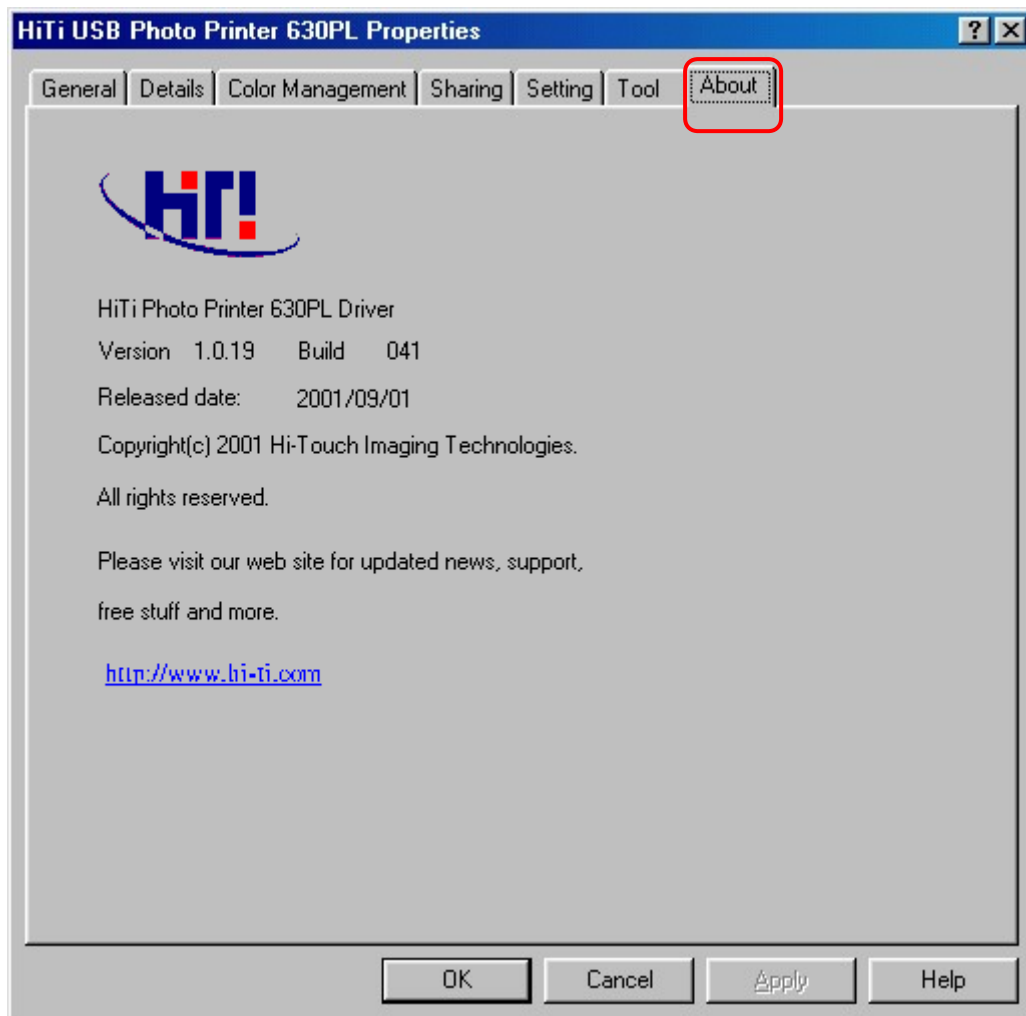 HiTi USB Photo Printer 630PL Properties
General Details Color Management Sharing Setting Tool About
HiTi
HiTi Photo Printer 630PL Driver
Version 1.0.19 Build 041
Released date: 2001/09/01
Copyright(c) 2001 Hi-Touch Imaging Technologies.
All rights reserved.
Please visit our web site for updated news, support,
free stuff and more.
http://www.hi-ti.com
OK Cancel Apply Help